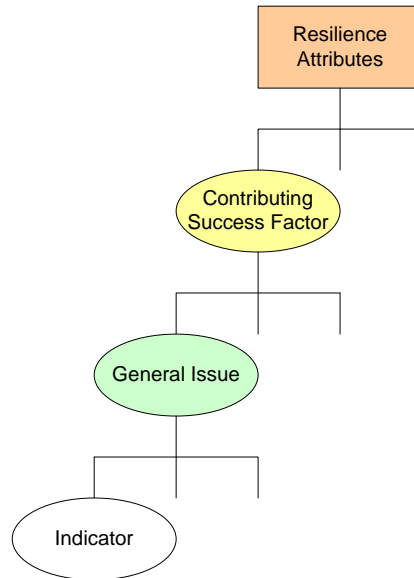 Resilience
Attributes
Contributing
Success Factor
General Issue
Indicator